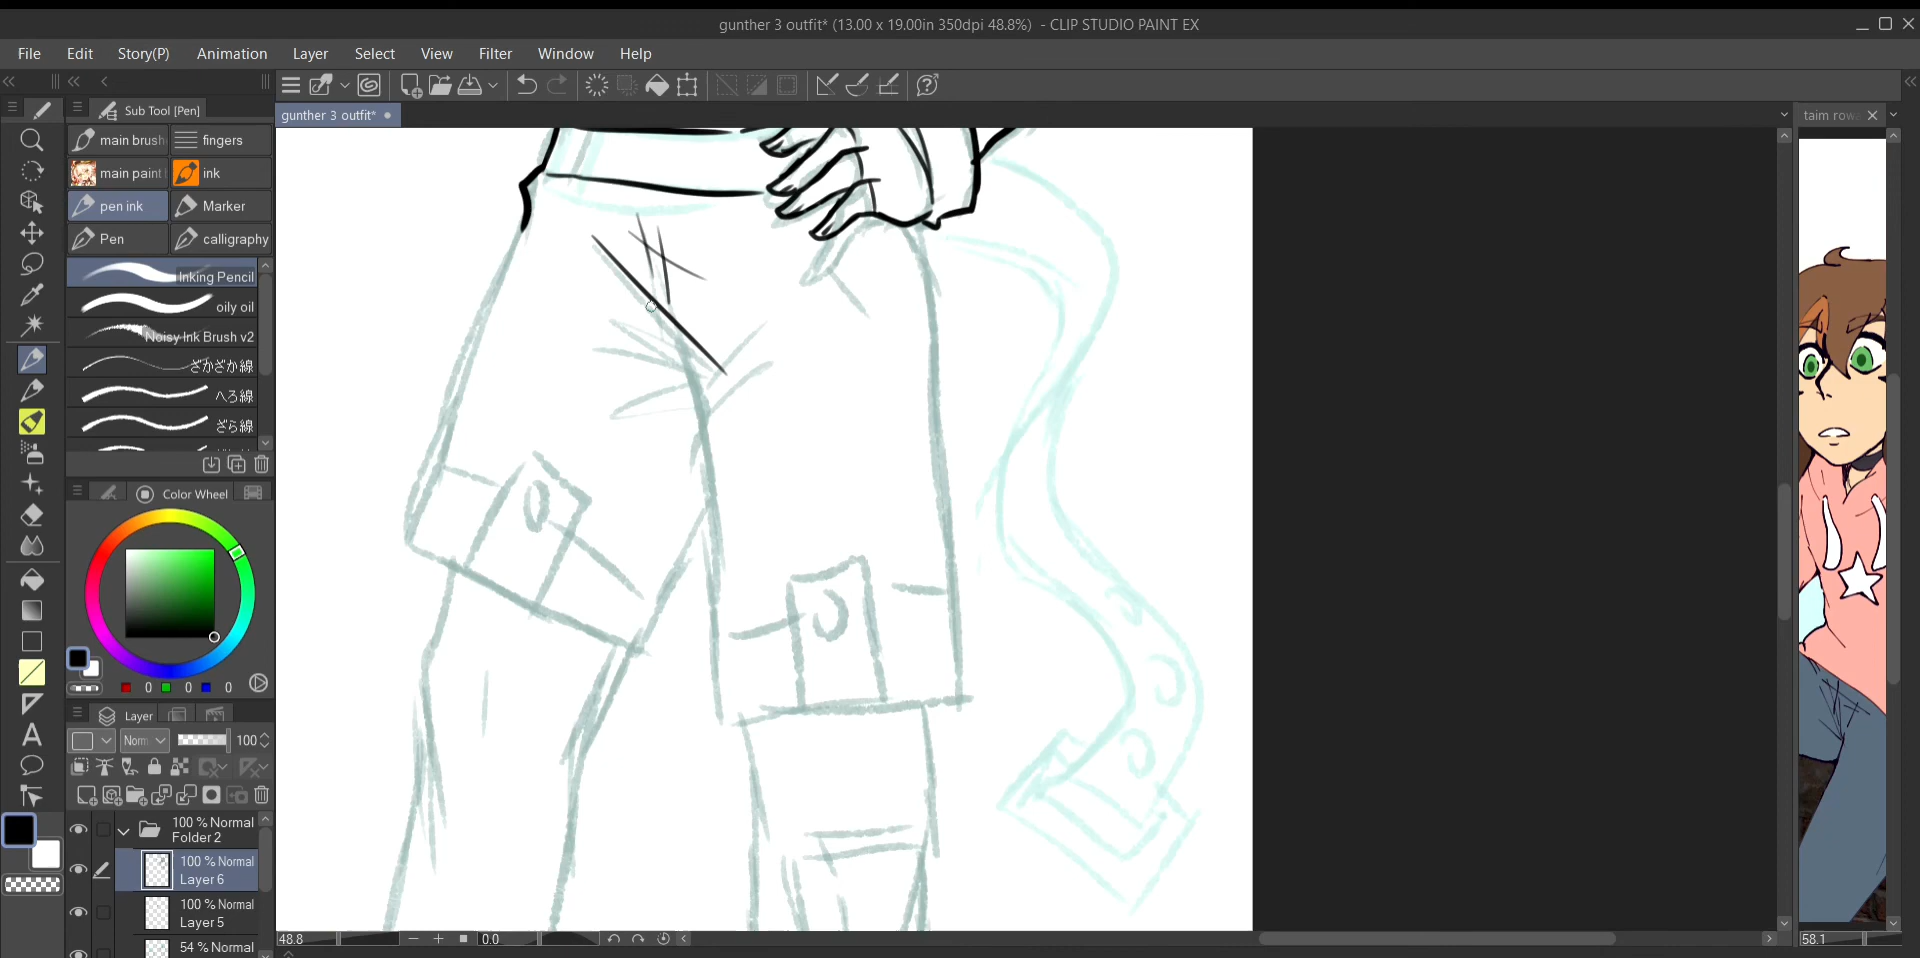 gunther 3 outfit* (13.00 x 19.00in 350dpi 48.8%) - CLIP STUDIO PAINT EX
File Edit Story(P) Animation Layer Select View Filter Window Help
Sub Tool [Pen]
gunther 3 outfit*
taim row
main brush
fingers
main paint
ink
pen ink
Marker
Pen
calligraphy
Inking Pencil
oily oil
Noisy Ink Brush v2
ざかざか線
へろ線
ざら線
Color Wheel
0 0 0
Layer
Norm 100
100 % Normal
Folder 2
100 % Normal
Layer 6
100 % Normal
Layer 5
54 % Normal
48.8
0.0
58.1